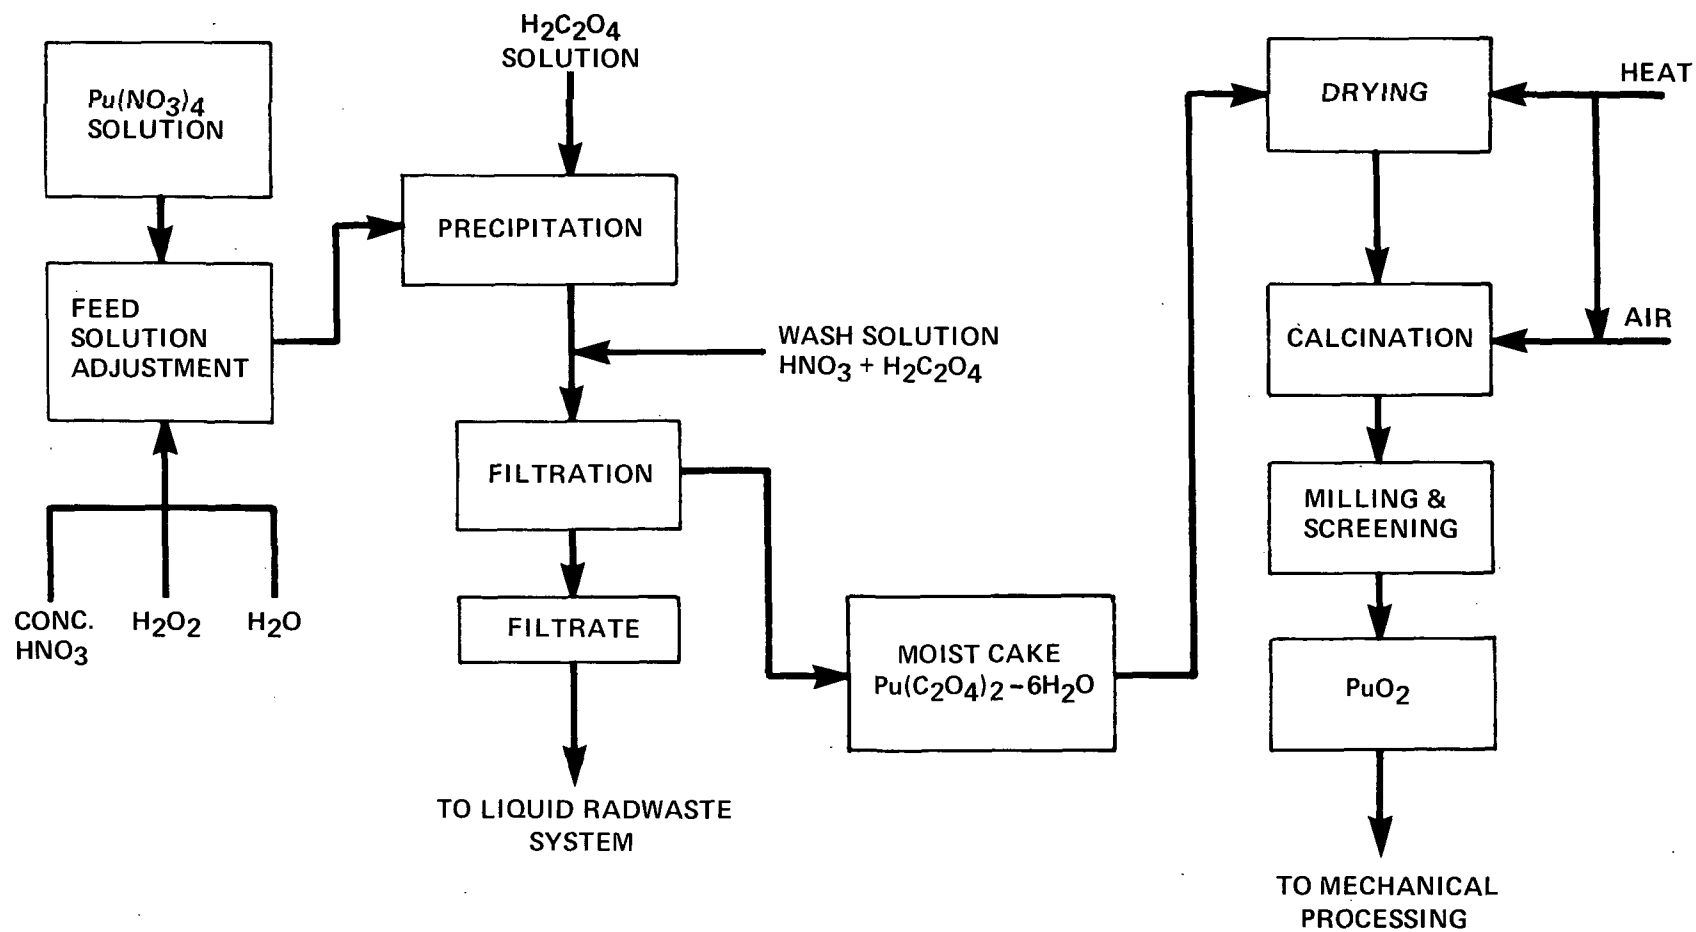 Pu(NO3)4
SOLUTION
FEED
SOLUTION
ADJUSTMENT
CONC.
HNO3
H2O2
H2O
H2C2O4
SOLUTION
PRECIPITATION
WASH SOLUTION
HNO3 + H2C2O4
FILTRATION
FILTRATE
TO LIQUID RADWASTE
SYSTEM
MOIST CAKE
Pu(C2O4)2-6H2O
DRYING
HEAT
CALCINATION
AIR
MILLING &
SCREENING
PuO2
TO MECHANICAL
PROCESSING